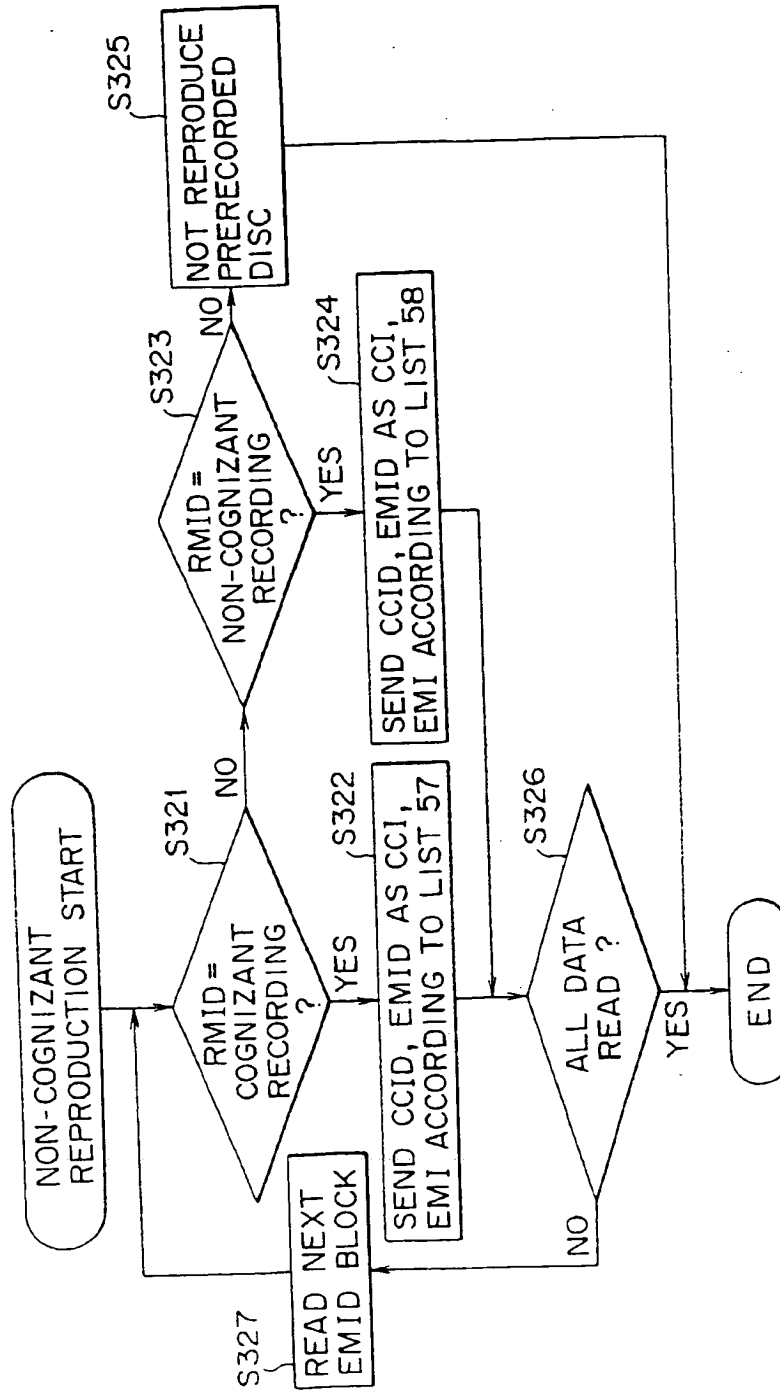 NON-COGNIZANT
REPRODUCTION START
S321
RMID=
COGNIZANT
RECORDING
?
NO
YES
S322
SEND CCID, EMID AS CCI,
EMI ACCORDING TO LIST 57
S323
RMID=
NON-COGNIZANT
RECORDING
?
NO
YES
S324
SEND CCID, EMID AS CCI,
EMI ACCORDING TO LIST 58
S325
NOT REPRODUCE
PRERECORDED
DISC
S326
ALL DATA
READ ?
NO
YES
S327
READ NEXT
EMID BLOCK
END